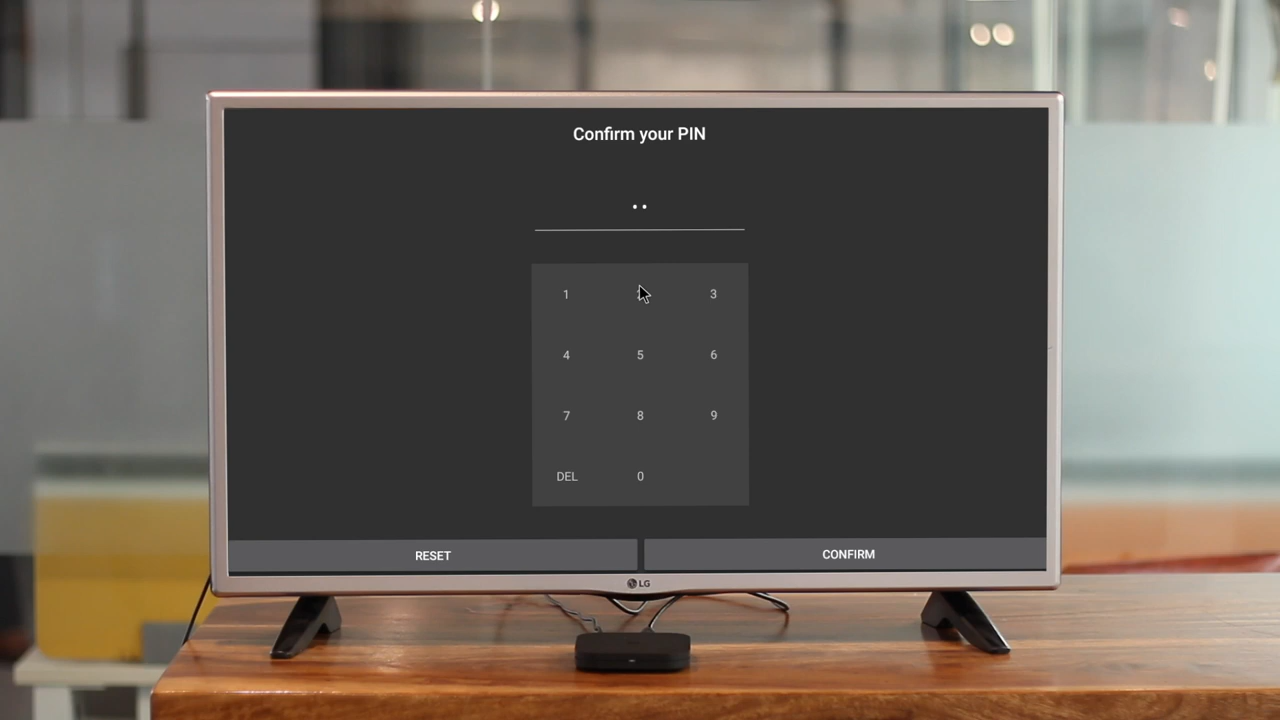 Confirm your PIN
••
1 3
4 5 6
7 8 9
DEL 0
RESET CONFIRM
LG